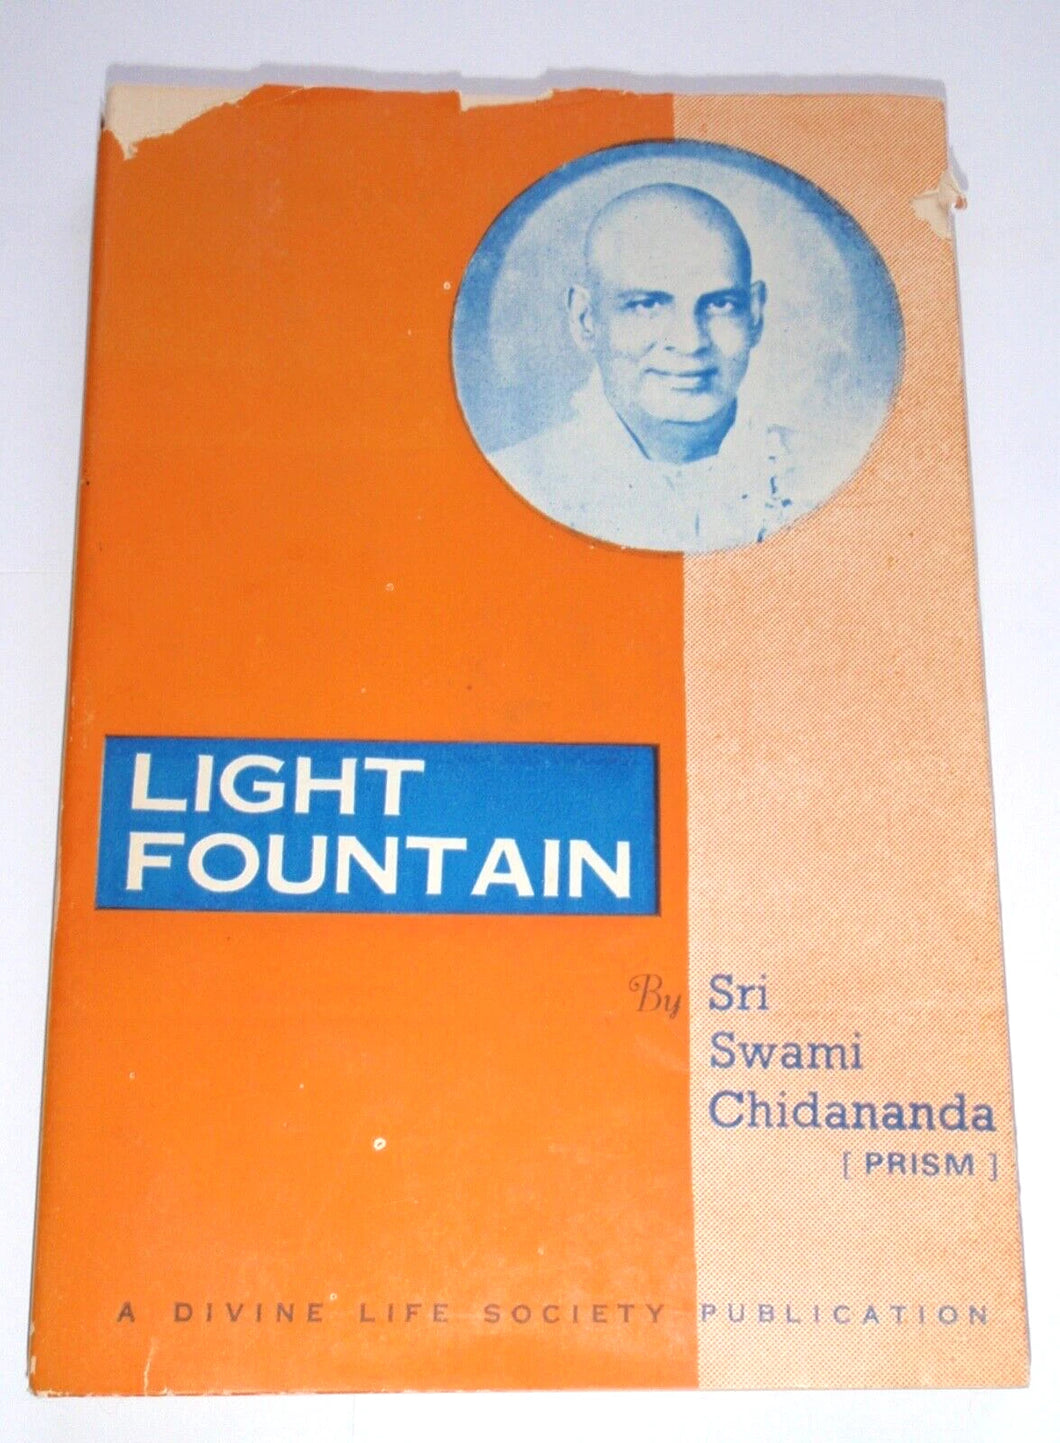 LIGHT
FOUNTAIN
By Sri
Swami
Chidananda
[ PRISM ]
A DIVINE LIFE SOCIETY PUBLICATION